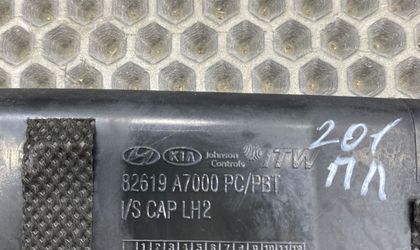 KIA Johnson Controls ITW
82619 A7000 PC/PBT
I/S CAP LH2
201
ПЛ